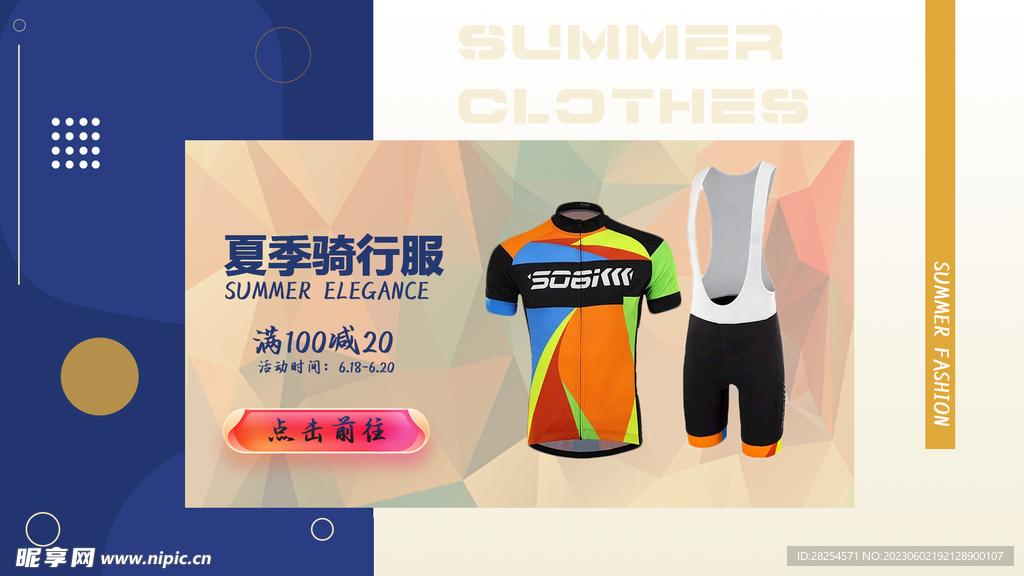 SUMMER
CLOTHES
夏季骑行服
SUMMER ELEGANCE
满100减20
活动时间：6.18-6.20
点击前往
SOBIKE
SUMMER FASHION
昵享网 www.nipic.cn
ID:28254571 NO:20230602192128900107